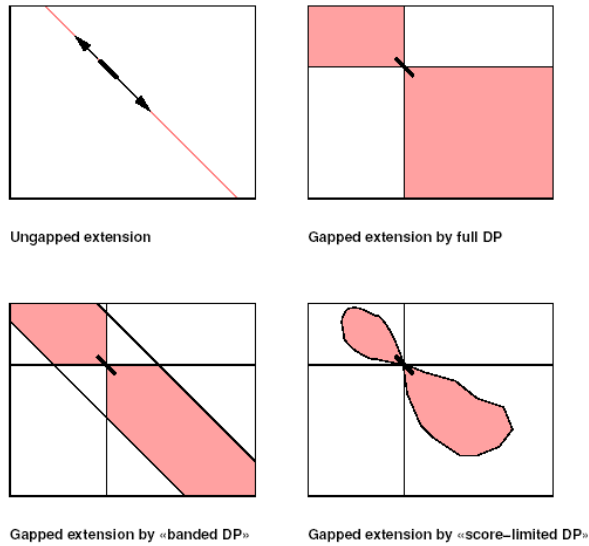 Ungapped extension
Gapped extension by full DP
Gapped extension by «banded DP»
Gapped extension by «score−limited DP»